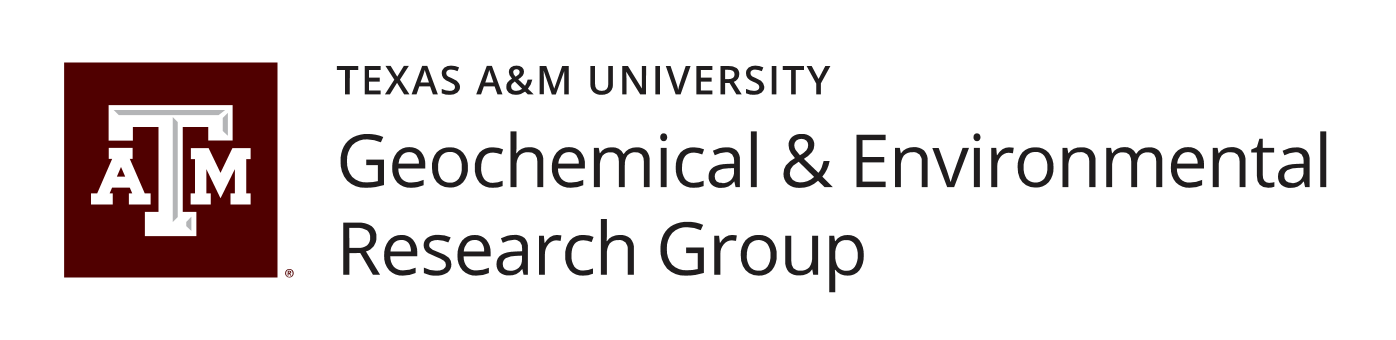 ATM ®
TEXAS A&M UNIVERSITY
Geochemical & Environmental
Research Group